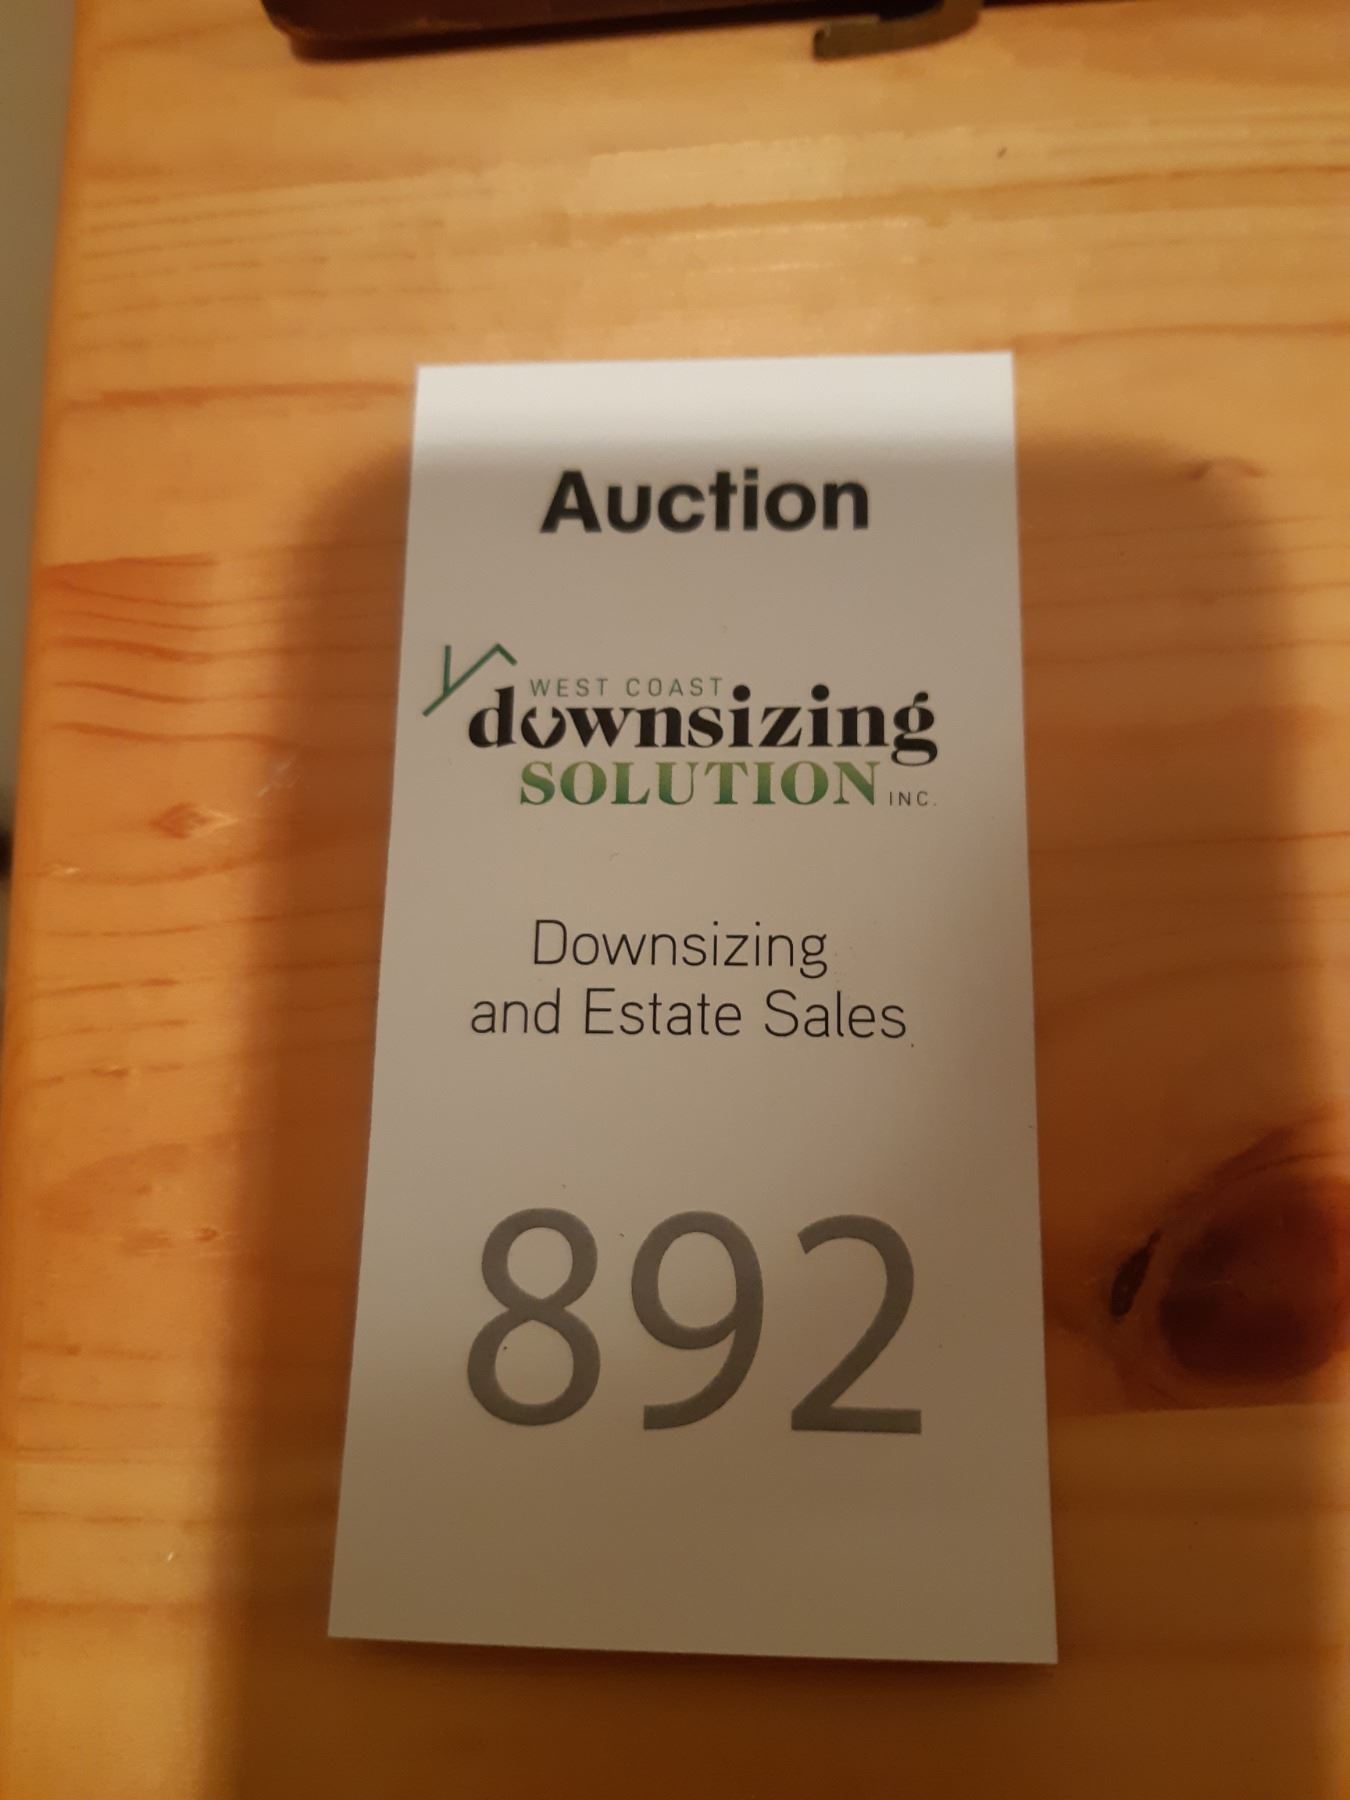 Auction
WEST COAST
downsizing
SOLUTION INC.
Downsizing
and Estate Sales
892